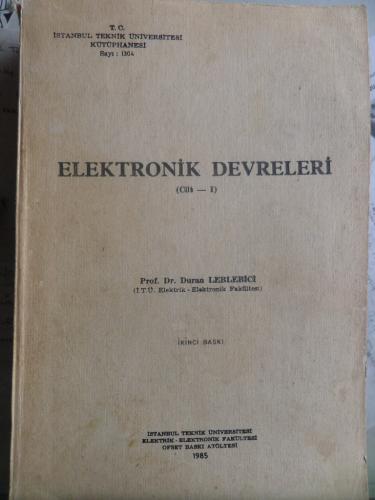 T. C.
İSTANBUL TEKNİK ÜNİVERSİTESİ
KÜTÜPHANESİ
Sayı : 1304
ELEKTRONİK DEVRELERİ
(Cilt — I)
Prof. Dr. Duran LEBLEBİCİ
(İ.T.Ü. Elektrik - Elektronik Fakültesi)
İKİNCİ BASKI
İSTANBUL TEKNİK ÜNİVERSİTESİ
ELEKTRİK - ELEKTRONİK FAKÜLTESİ
OFSET BASKI ATÖLYESİ
1985